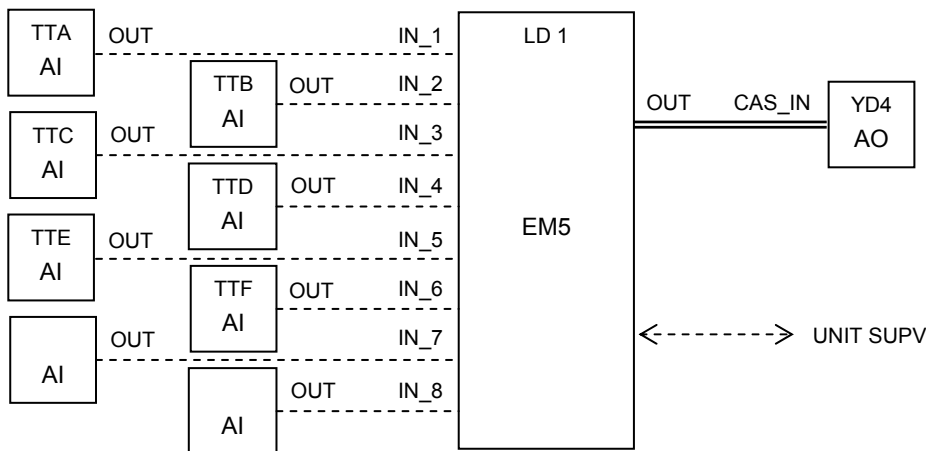 TTA OUT IN_1 LD 1
AI
TTB OUT IN_2
AI
OUT CAS_IN YD4
AO
TTC OUT IN_3
AI
TTD OUT IN_4
AI
EM5
TTE OUT IN_5
AI
TTF OUT IN_6
AI
OUT IN_7 UNIT SUPV
AI
OUT IN_8
AI